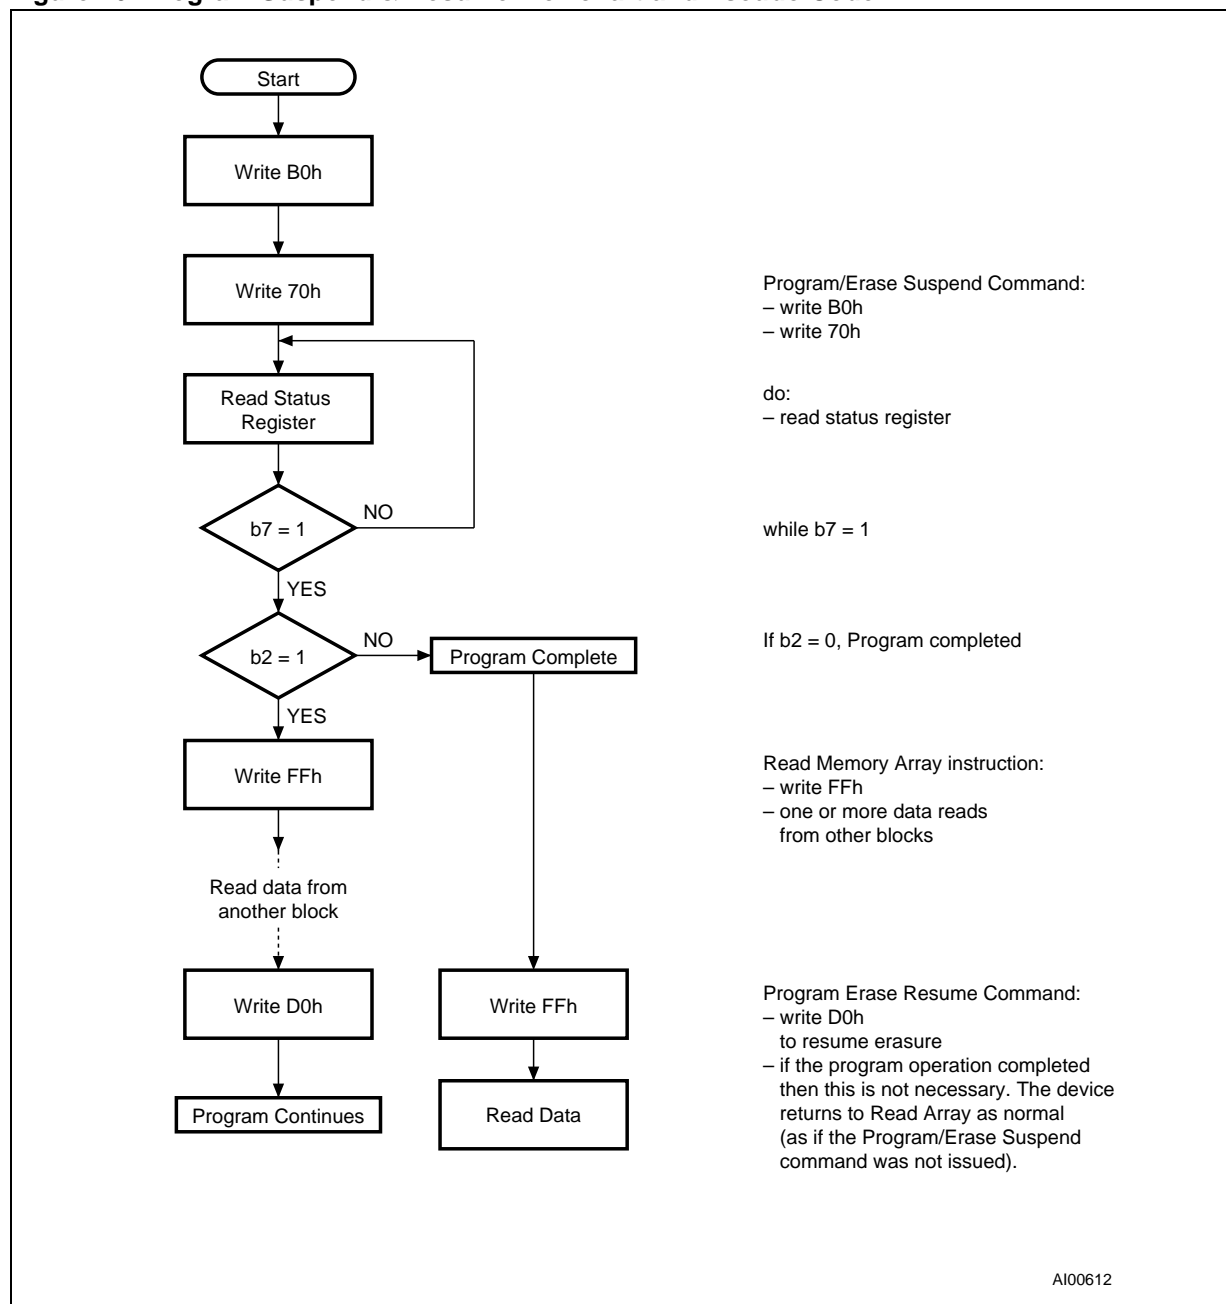 Start
Write B0h
Write 70h
Program/Erase Suspend Command:
– write B0h
– write 70h
Read Status
Register
do:
– read status register
b7 = 1
NO
while b7 = 1
YES
b2 = 1
NO
Program Complete
If b2 = 0, Program completed
YES
Write FFh
Read Memory Array instruction:
– write FFh
– one or more data reads
from other blocks
Read data from
another block
Write D0h
Write FFh
Program Erase Resume Command:
– write D0h
to resume erasure
– if the program operation completed
then this is not necessary. The device
returns to Read Array as normal
(as if the Program/Erase Suspend
command was not issued).
Program Continues
Read Data
AI00612